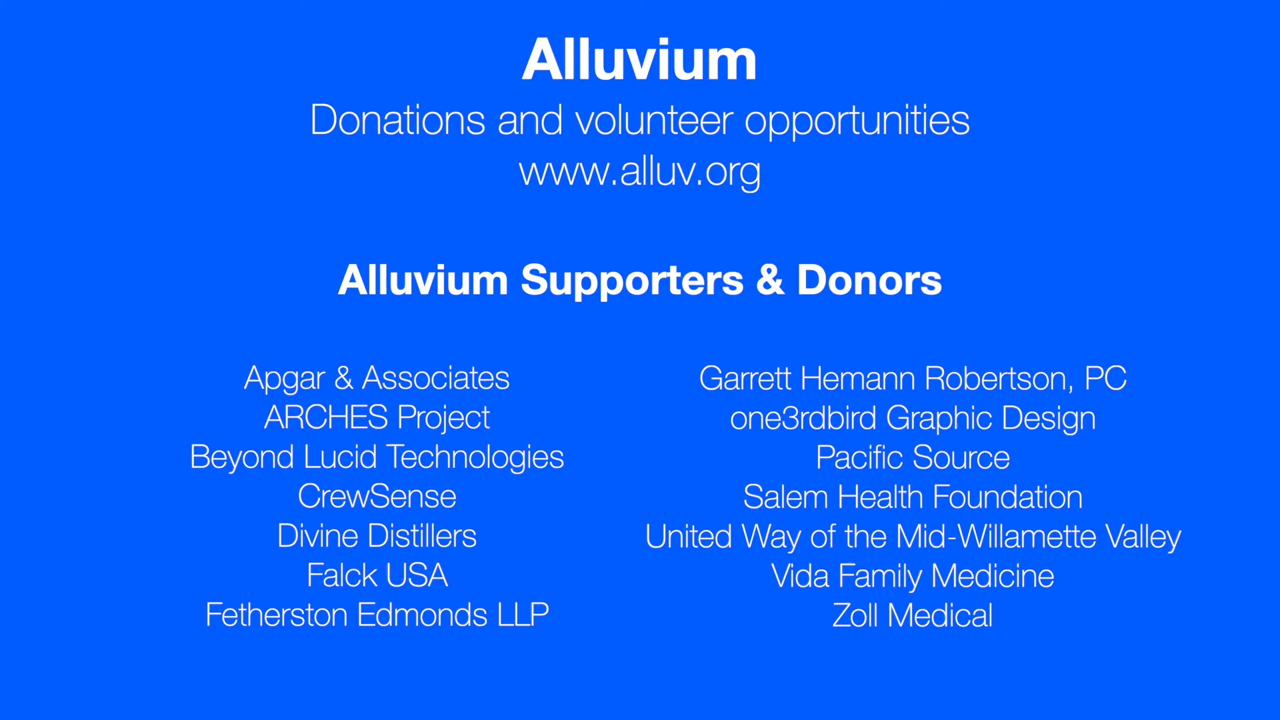 Alluvium
Donations and volunteer opportunities
www.alluv.org
Alluvium Supporters & Donors
Apgar & Associates
ARCHES Project
Beyond Lucid Technologies
CrewSense
Divine Distillers
Falck USA
Fetherston Edmonds LLP
Garrett Hemann Robertson, PC
one3rdbird Graphic Design
Pacific Source
Salem Health Foundation
United Way of the Mid-Willamette Valley
Vida Family Medicine
Zoll Medical